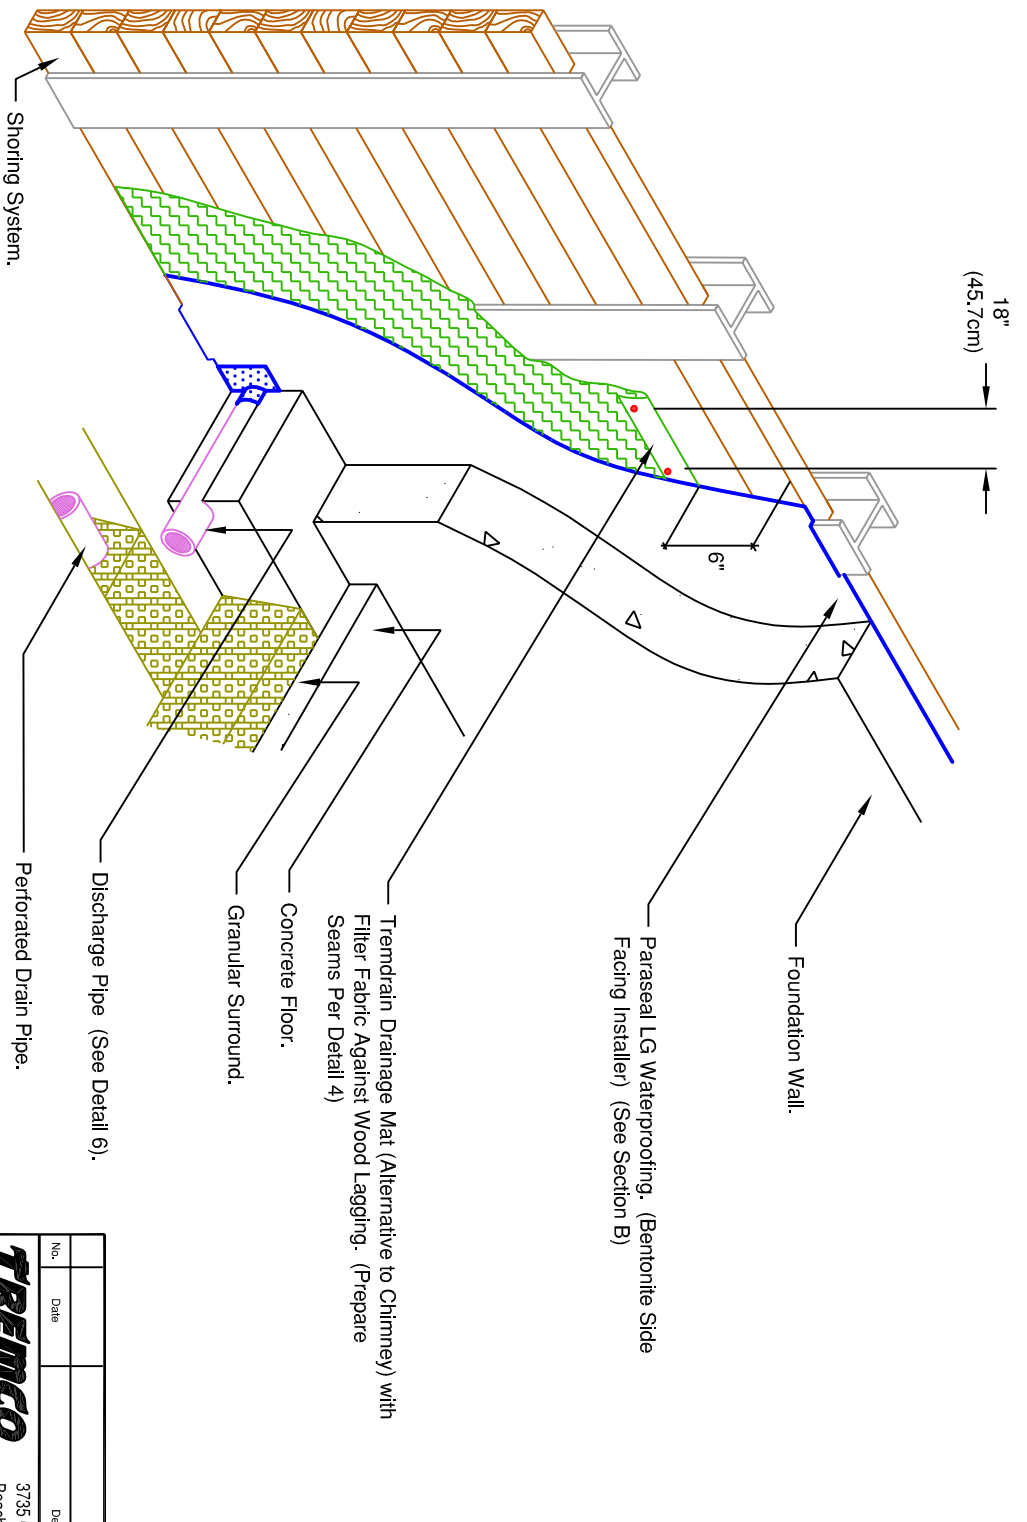 18"
(45.7cm)
6"
Foundation Wall.
Paraseal LG Waterproofing. (Bentonite Side
Facing Installer) (See Section B)
Tremdrain Drainage Mat (Alternative to Chimney) with
Filter Fabric Against Wood Lagging. (Prepare
Seams Per Detail 4)
Concrete Floor.
Granular Surround.
Discharge Pipe (See Detail 6).
Perforated Drain Pipe.
Shoring System.
No. Date De
TREMCO
3735